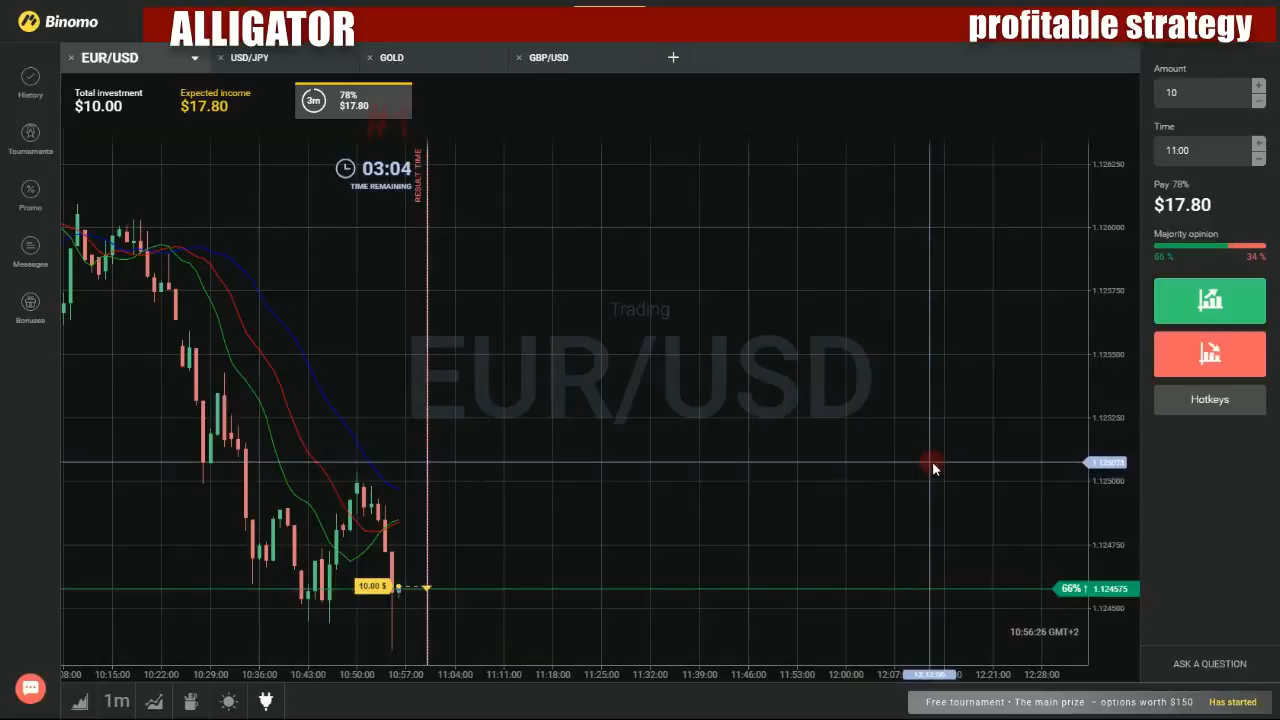 Binomo
ALLIGATOR
profitable strategy
EUR/USD
USD/JPY
GOLD
GBP/USD
Total investment
$10.00
Expected income
$17.80
3m
78%
$17.80
#1
03:04
TIME REMAINING
RESULT TIME
History
Tournaments
Promo
Messages
Bonuses
Trading
EUR/USD
10.00 $
1.126250
1.126000
1.125750
1.125500
1.125250
1.125000
1.124750
66% ↑ 1.124575
1.124500
10:56:26 GMT+2
:08:00 10:15:00 10:22:00 10:29:00 10:36:00 10:43:00 10:50:00 10:57:00 11:04:00 11:11:00 11:18:00 11:25:00 11:32:00 11:39:00 11:46:00 11:53:00 12:00:00 12:07: 12:21:00 12:28:00
Amount
10
Time
11:00
Pay 78%
$17.80
Majority opinion
66 % 34 %
Hotkeys
ASK A QUESTION
1m
Free tournament • The main prize – options worth $150 Has started